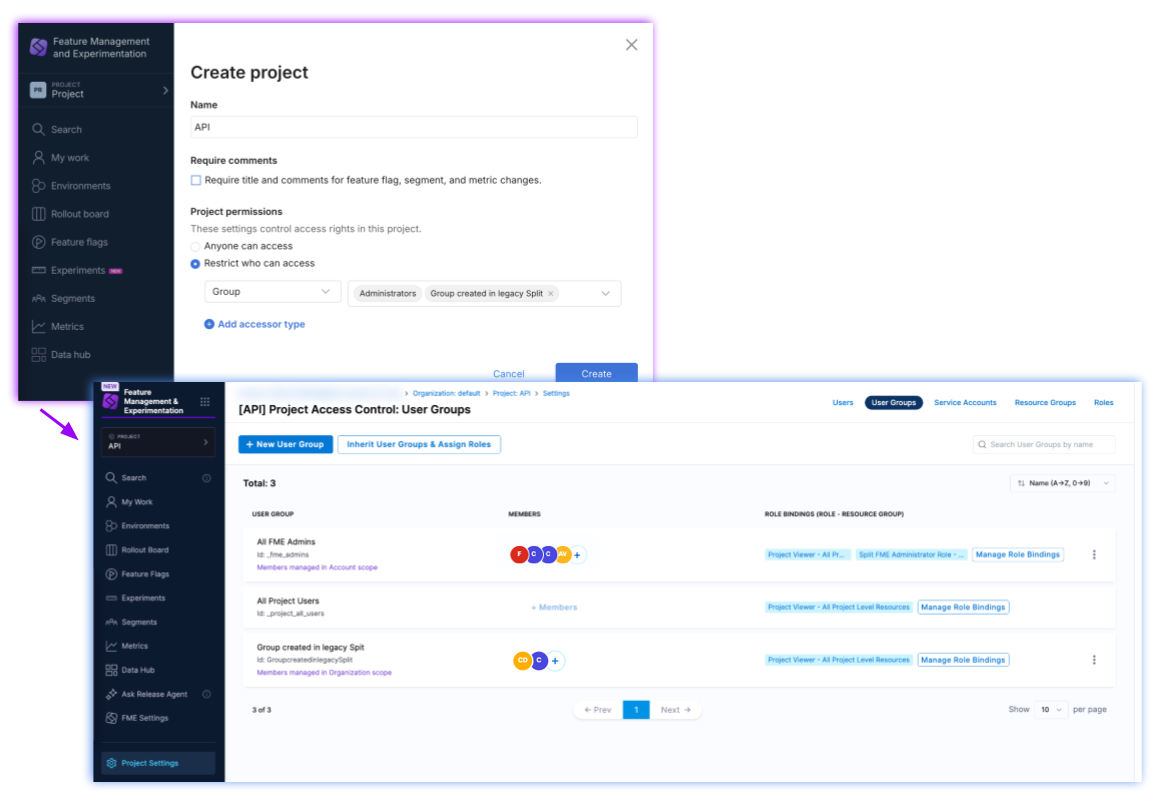 Feature Management
and Experimentation
PR
PROJECT
Project
Search
My work
Environments
Rollout board
Feature flags
Experiments NEW
Segments
Metrics
Data hub
Create project
Name
API
Require comments
Require title and comments for feature flag, segment, and metric changes.
Project permissions
These settings control access rights in this project.
Anyone can access
Restrict who can access
Group
Administrators
Group created in legacy Split ×
Add accessor type
Cancel
Create
NEW
Feature
Management &
Experimentation
PROJECT
API
Search
My Work
Environments
Rollout Board
Feature Flags
Experiments
Segments
Metrics
Data Hub
Ask Release Agent
FME Settings
Project Settings
> Organization: default > Project: API > Settings
[API] Project Access Control: User Groups
Users
User Groups
Service Accounts
Resource Groups
Roles
+ New User Group
Inherit User Groups & Assign Roles
Search User Groups by name
Total: 3
Name (A→Z, 0→9)
USER GROUP
MEMBERS
ROLE BINDINGS (ROLE - RESOURCE GROUP)
All FME Admins
Id: _fme_admins
Members managed in Account scope
F C C AV +
Project Viewer - All Pr...
Split FME Administrator Role - ...
Manage Role Bindings
All Project Users
Id: _project_all_users
+ Members
Project Viewer - All Project Level Resources
Manage Role Bindings
Group created in legacy Spit
Id: GroupcreatedinlegacySplit
Members managed in Organization scope
CD C +
Project Viewer - All Project Level Resources
Manage Role Bindings
3 of 3
← Prev
1
Next →
Show 10 per page